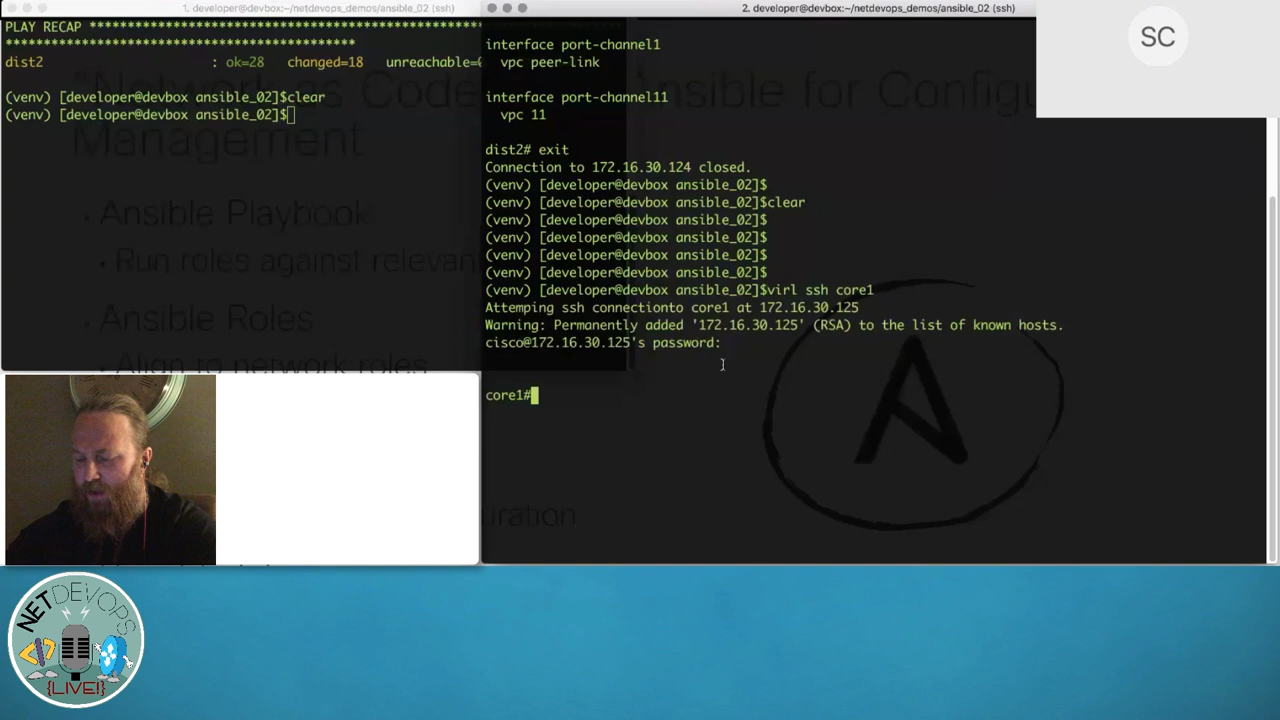 1. developer@devbox:~/netdevops_demos/ansible_02 (ssh)
PLAY RECAP ****************************************************
**********************************************
dist2 : ok=28 changed=18 unreachable=0
(venv) [developer@devbox ansible_02]$clear
(venv) [developer@devbox ansible_02]$
2. developer@devbox:~/netdevops_demos/ansible_02 (ssh)
interface port-channel1
vpc peer-link
interface port-channel11
vpc 11
dist2# exit
Connection to 172.16.30.124 closed.
(venv) [developer@devbox ansible_02]$
(venv) [developer@devbox ansible_02]$clear
(venv) [developer@devbox ansible_02]$
(venv) [developer@devbox ansible_02]$
(venv) [developer@devbox ansible_02]$
(venv) [developer@devbox ansible_02]$
(venv) [developer@devbox ansible_02]$virl ssh core1
Attemping ssh connectionto core1 at 172.16.30.125
Warning: Permanently added '172.16.30.125' (RSA) to the list of known hosts.
cisco@172.16.30.125's password:
core1#
SC
"Network as Code Ansible for Configu
Management
Ansible Playbook
Run roles against relevan
Ansible Roles
Align to network roles
uration
NETDEVOPS
{LIVE!}